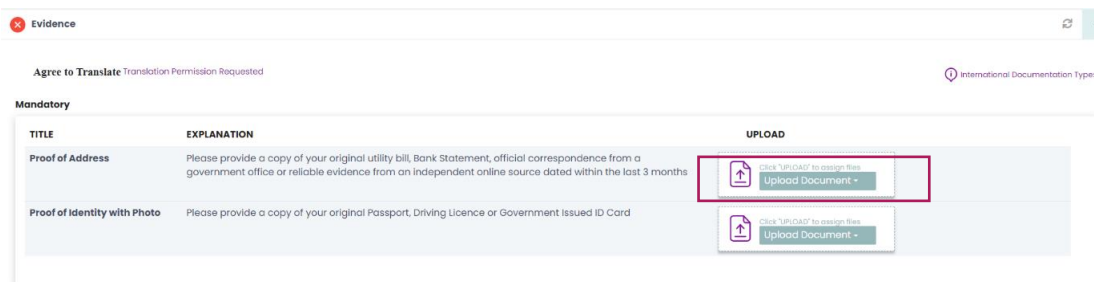 Evidence
Agree to Translate Translation Permission Requested
International Documentation Types
Mandatory
TITLE EXPLANATION UPLOAD
Proof of Address
Please provide a copy of your original utility bill, Bank Statement, official correspondence from a
government office or reliable evidence from an independent online source dated within the last 3 months
Click "UPLOAD" to assign files
Upload Document
Proof of Identity with Photo
Please provide a copy of your original Passport, Driving Licence or Government Issued ID Card
Click "UPLOAD" to assign files
Upload Document